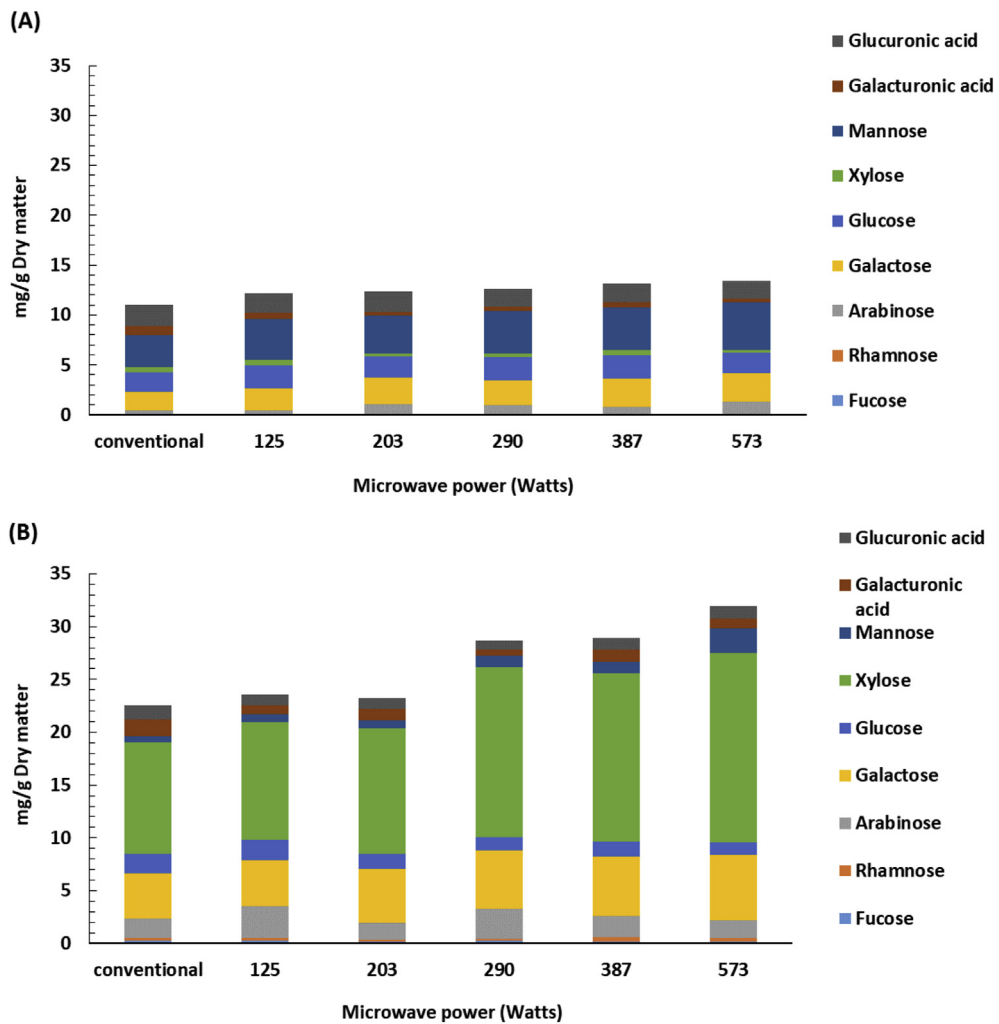 (A)
35
30
25
20
15
10
5
0
mg/g Dry matter
conventional 125 203 290 387 573
Microwave power (Watts)
Glucuronic acid
Galacturonic acid
Mannose
Xylose
Glucose
Galactose
Arabinose
Rhamnose
Fucose
(B)
35
30
25
20
15
10
5
0
mg/g Dry matter
conventional 125 203 290 387 573
Microwave power (Watts)
Glucuronic acid
Galacturonic
acid
Mannose
Xylose
Glucose
Galactose
Arabinose
Rhamnose
Fucose